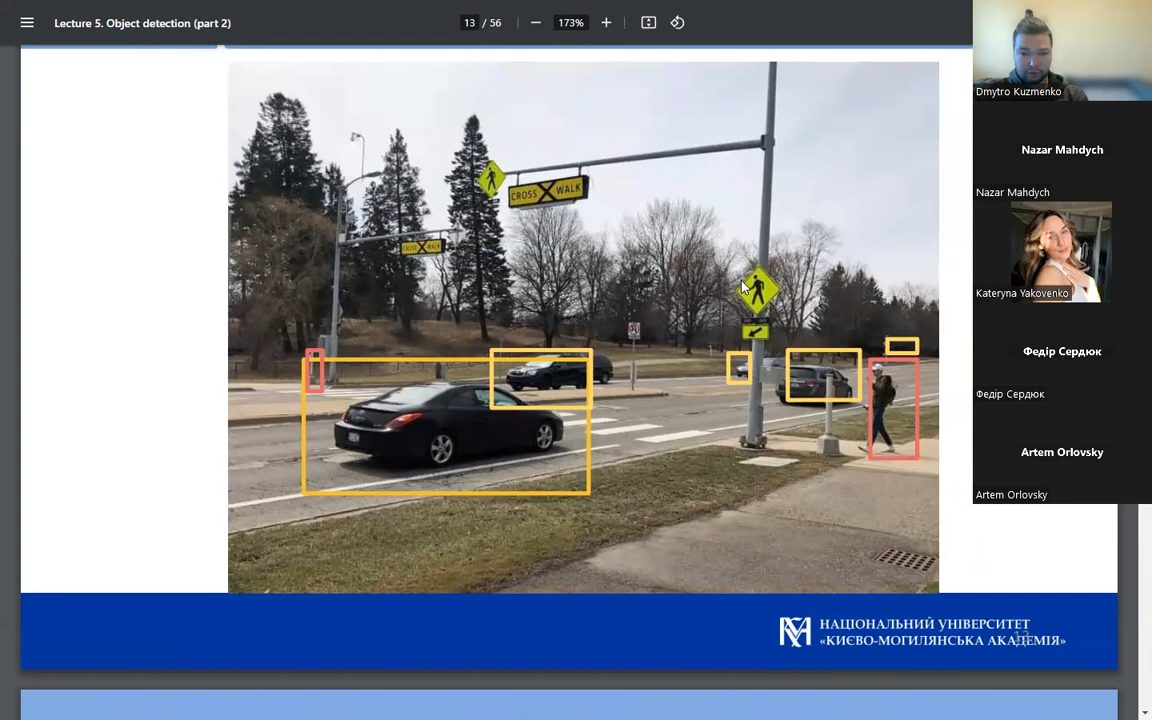 Lecture 5. Object detection (part 2)
13 / 56
173%
Dmytro Kuzmenko
Nazar Mahdych
Nazar Mahdych
Kateryna Yakovenko
Федір Сердюк
Федір Сердюк
Artem Orlovsky
Artem Orlovsky
CROSS WALK
CROSS WALK
НАЦІОНАЛЬНИЙ УНІВЕРСИТЕТ
«КИЄВО-МОГИЛЯНСЬКА АКАДЕМІЯ»
13